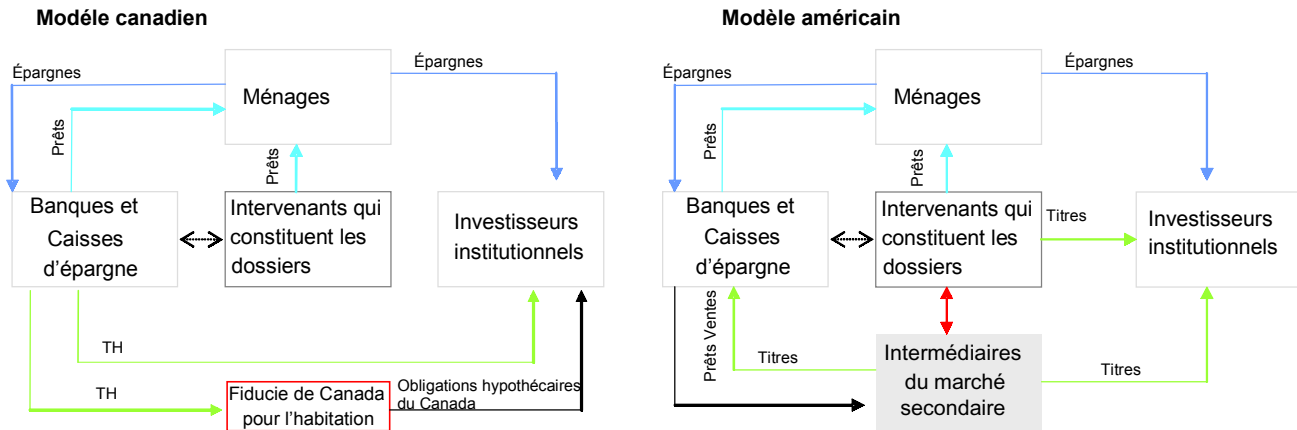 Modéle canadien
Épargnes
Épargnes
Ménages
Prêts
Prêts
Banques et
Caisses
d'épargne
Intervenants qui
constituent les
dossiers
Investisseurs
institutionnels
TH
TH
Fiducie de Canada
pour l'habitation
Obligations hypothécaires
du Canada
Modèle américain
Épargnes
Épargnes
Ménages
Prêts
Prêts
Banques et
Caisses
d'épargne
Intervenants qui
constituent les
dossiers
Titres
Investisseurs
institutionnels
Prêts Ventes
Titres
Intermédiaires
du marché
secondaire
Titres